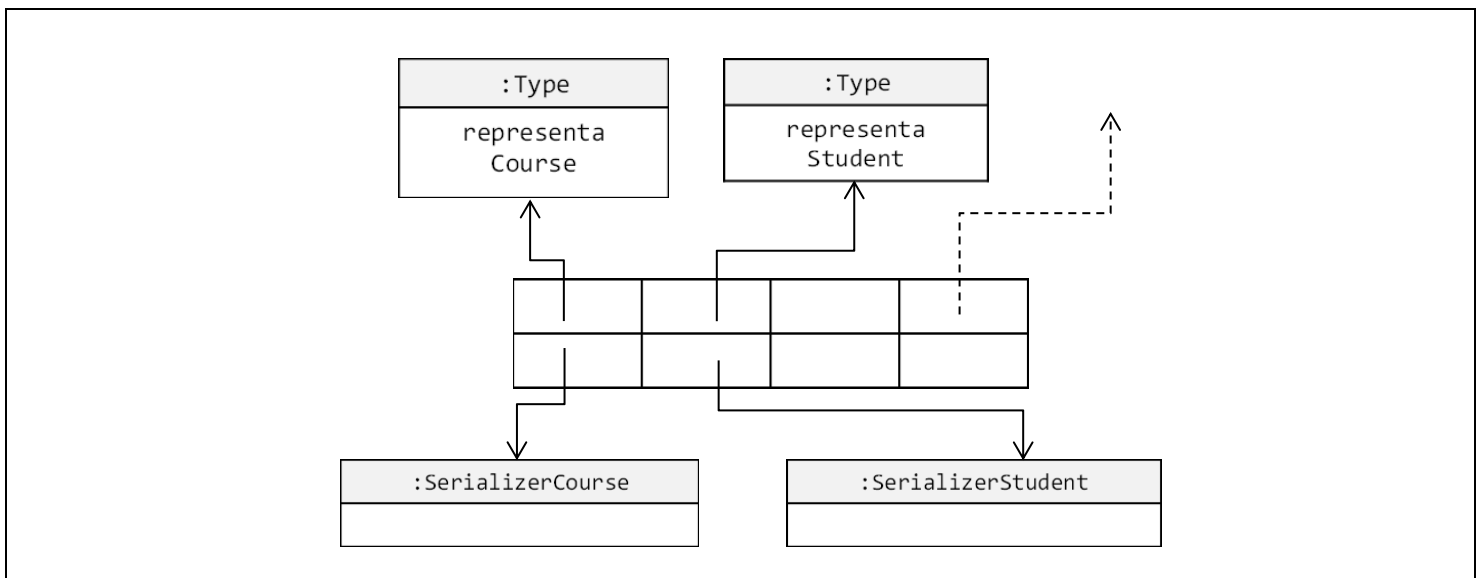 :Type
representa
Course
:Type
representa
Student
:SerializerCourse
:SerializerStudent